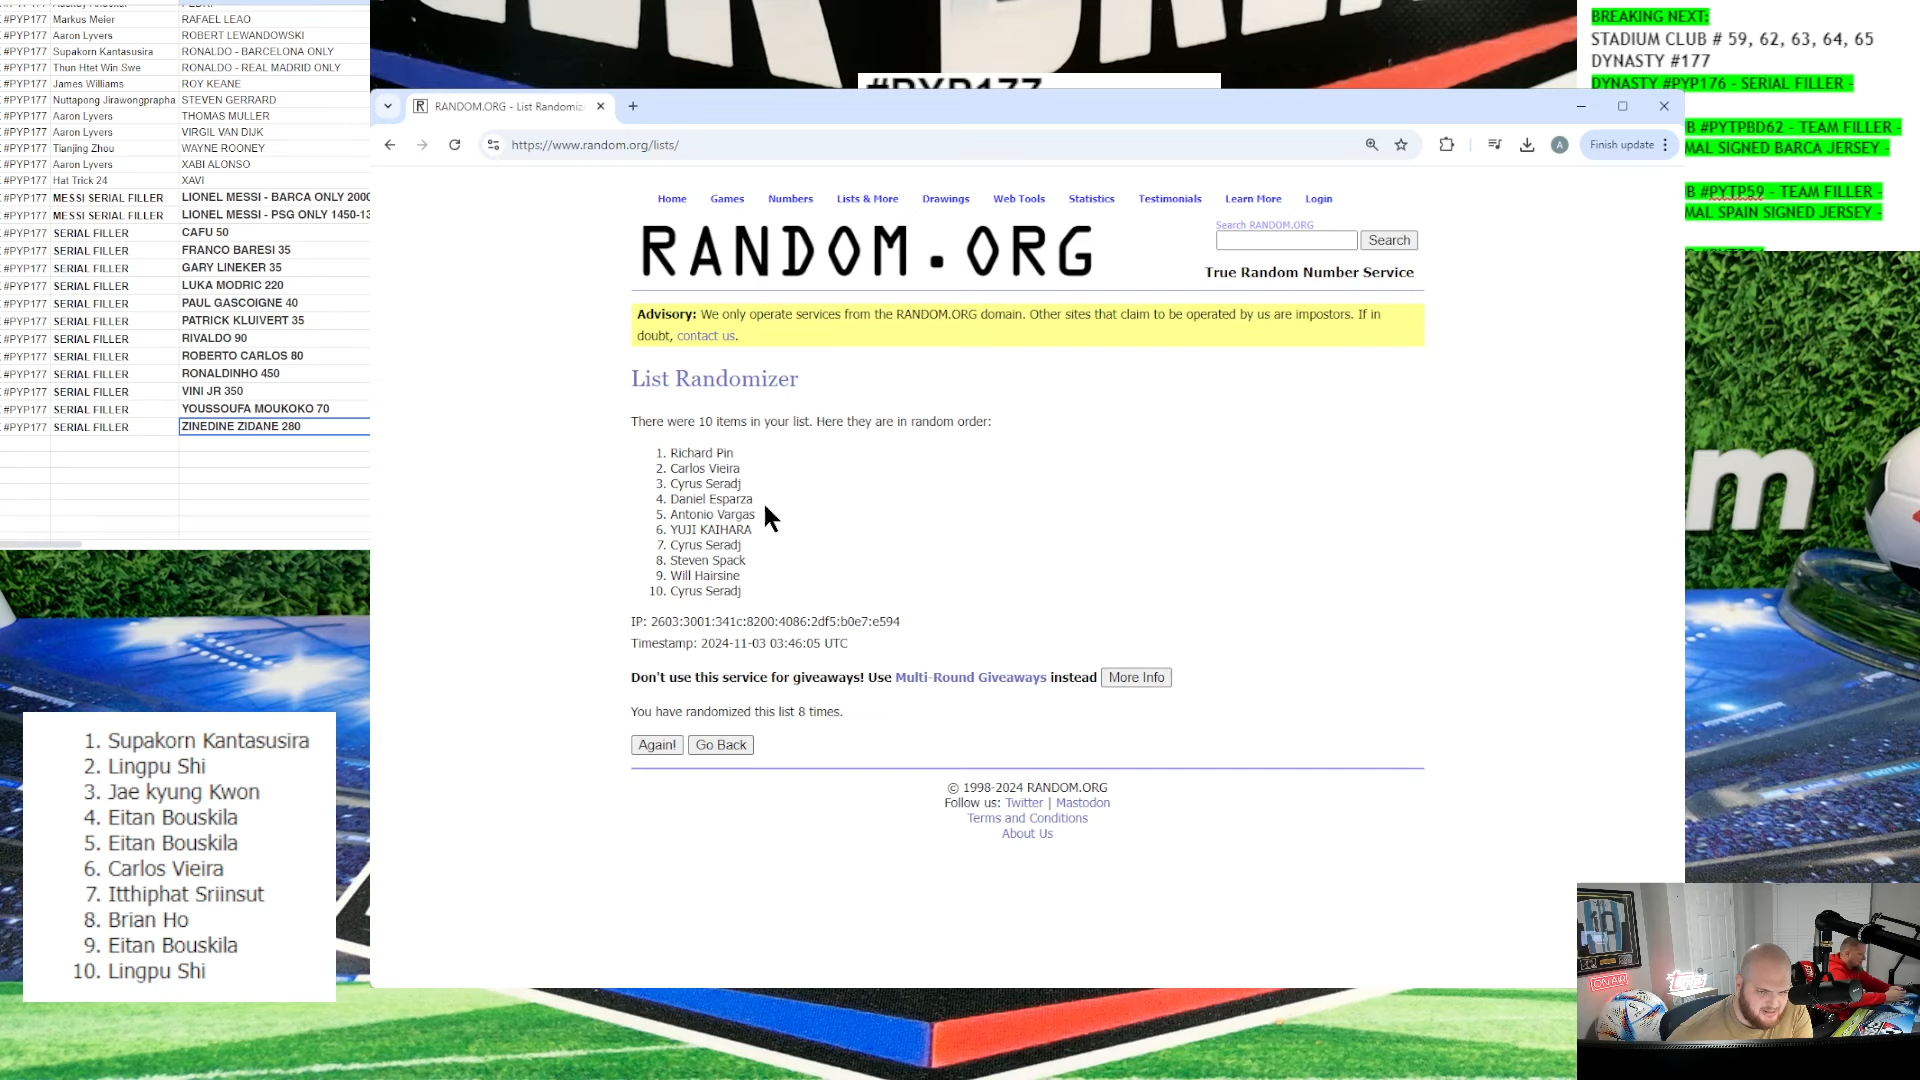 #PYP177
#PYP177 Markus Meier RAFAEL LEAO
#PYP177 Aaron Lyvers ROBERT LEWANDOWSKI
#PYP177 Supakorn Kantasusira RONALDO - BARCELONA ONLY
#PYP177 Thun Htet Win Swe RONALDO - REAL MADRID ONLY
#PYP177 James Williams ROY KEANE
#PYP177 Nuttapong Jirawongprapha STEVEN GERRARD
#PYP177 Aaron Lyvers THOMAS MULLER
#PYP177 Aaron Lyvers VIRGIL VAN DIJK
#PYP177 Tianjing Zhou WAYNE ROONEY
#PYP177 Aaron Lyvers XABI ALONSO
#PYP177 Hat Trick 24 XAVI
#PYP177 MESSI SERIAL FILLER LIONEL MESSI - BARCA ONLY 2000
#PYP177 MESSI SERIAL FILLER LIONEL MESSI - PSG ONLY 1450-13
#PYP177 SERIAL FILLER CAFU 50
#PYP177 SERIAL FILLER FRANCO BARESI 35
#PYP177 SERIAL FILLER GARY LINEKER 35
#PYP177 SERIAL FILLER LUKA MODRIC 220
#PYP177 SERIAL FILLER PAUL GASCOIGNE 40
#PYP177 SERIAL FILLER PATRICK KLUIVERT 35
#PYP177 SERIAL FILLER RIVALDO 90
#PYP177 SERIAL FILLER ROBERTO CARLOS 80
#PYP177 SERIAL FILLER RONALDINHO 450
#PYP177 SERIAL FILLER VINI JR 350
#PYP177 SERIAL FILLER YOUSSOUFA MOUKOKO 70
#PYP177 SERIAL FILLER ZINEDINE ZIDANE 280
1. Supakorn Kantasusira
2. Lingpu Shi
3. Jae kyung Kwon
4. Eitan Bouskila
5. Eitan Bouskila
6. Carlos Vieira
7. Itthiphat Sriinsut
8. Brian Ho
9. Eitan Bouskila
10. Lingpu Shi
RANDOM.ORG - List Randomiz
https://www.random.org/lists/
A
Finish update
Home Games Numbers Lists & More Drawings Web Tools Statistics Testimonials Learn More Login
Search RANDOM.ORG
Search
RANDOM.ORG
True Random Number Service
Advisory: We only operate services from the RANDOM.ORG domain. Other sites that claim to be operated by us are impostors. If in
doubt, contact us.
List Randomizer
There were 10 items in your list. Here they are in random order:
1. Richard Pin
2. Carlos Vieira
3. Cyrus Seradj
4. Daniel Esparza
5. Antonio Vargas
6. YUJI KAIHARA
7. Cyrus Seradj
8. Steven Spack
9. Will Hairsine
10. Cyrus Seradj
IP: 2603:3001:341c:8200:4086:2df5:b0e7:e594
Timestamp: 2024-11-03 03:46:05 UTC
Don't use this service for giveaways! Use Multi-Round Giveaways instead More Info
You have randomized this list 8 times.
Again! Go Back
© 1998-2024 RANDOM.ORG
Follow us: Twitter | Mastodon
Terms and Conditions
About Us
BREAKING NEXT:
STADIUM CLUB # 59, 62, 63, 64, 65
DYNASTY #177
DYNASTY #PYP176 - SERIAL FILLER -
B #PYTPBD62 - TEAM FILLER -
MAL SIGNED BARCA JERSEY -
B #PYTP59 - TEAM FILLER -
MAL SPAIN SIGNED JERSEY -
m
10
ON AIR
topps